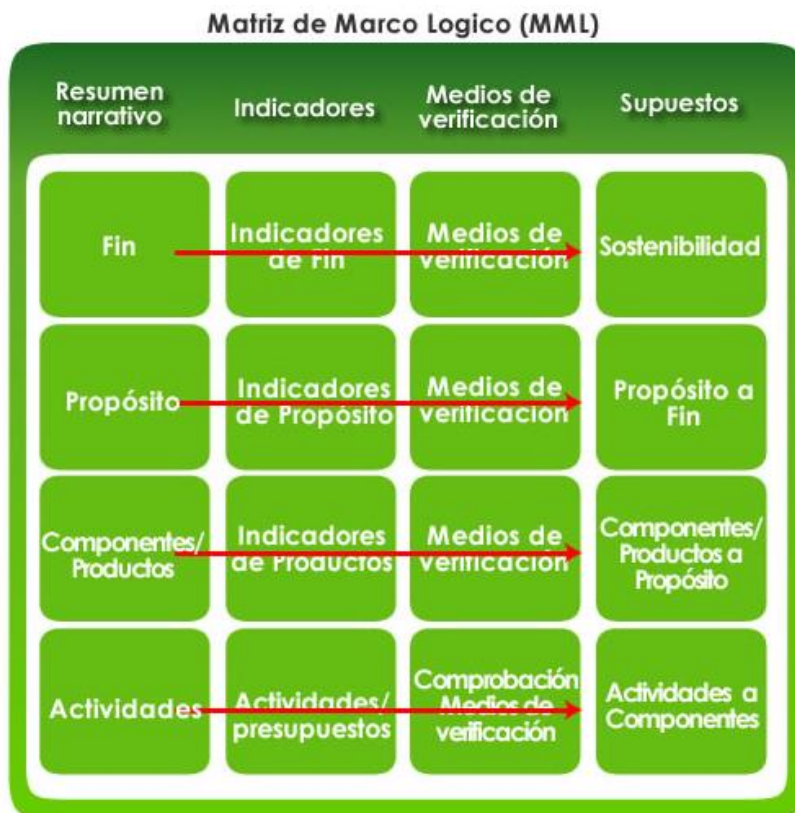 Matriz de Marco Logico (MML)
Resumen
narrativo
Indicadores
Medios de
verificación
Supuestos
Fin
Indicadores
de Fin
Medios de
verificación
Sostenibilidad
Propósito
Indicadores
de Propósito
Medios de
verificación
Propósito a
Fin
Componentes/
Productos
Indicadores
de Productos
Medios de
verificación
Componentes/
Productos a
Propósito
Actividades
Actividades/
presupuestos
Comprobación
Medios de
verificación
Actividades a
Componentes